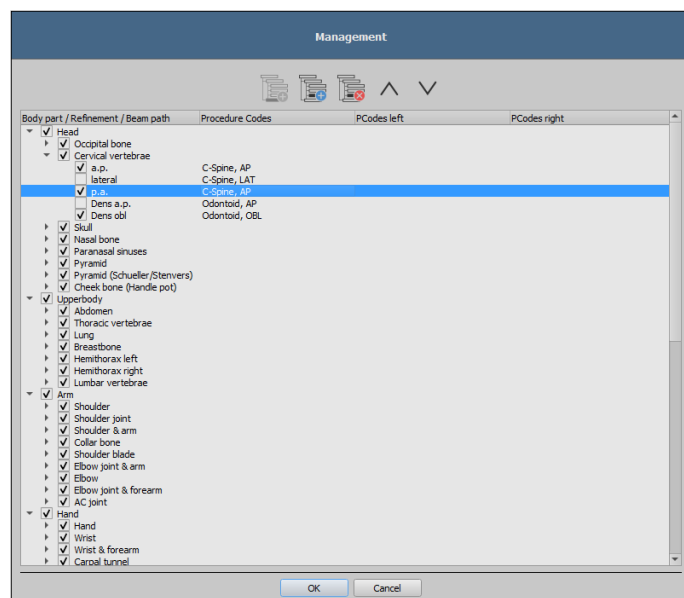 Management
Body part / Refinement / Beam path Procedure Codes PCodes left PCodes right
Head
Occipital bone
Cervical vertebrae
a.p. C-Spine, AP
lateral C-Spine, LAT
p.a. C-Spine, AP
Dens a.p. Odontoid, AP
Dens obl Odontoid, OBL
Skull
Nasal bone
Paranasal sinuses
Pyramid
Pyramid (Schueller/Stenvers)
Cheek bone (Handle pot)
Upperbody
Abdomen
Thoracic vertebrae
Lung
Breastbone
Hemithorax left
Hemithorax right
Lumbar vertebrae
Arm
Shoulder
Shoulder joint
Shoulder & arm
Collar bone
Shoulder blade
Elbow joint & arm
Elbow
Elbow joint & forearm
AC joint
Hand
Hand
Wrist
Wrist & forearm
Carpal tunnel
OK Cancel